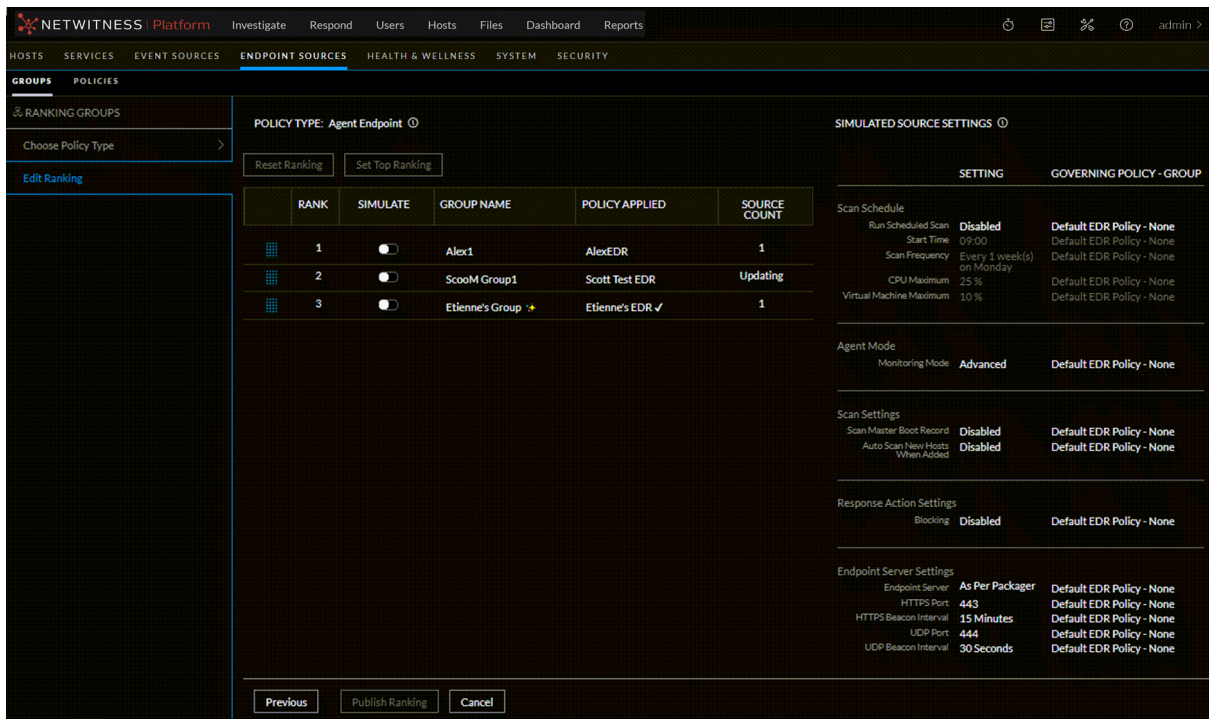 NETWITNESS Platform Investigate Respond Users Hosts Files Dashboard Reports admin >
HOSTS SERVICES EVENT SOURCES ENDPOINT SOURCES HEALTH & WELLNESS SYSTEM SECURITY
GROUPS POLICIES
RANKING GROUPS
Choose Policy Type >
Edit Ranking
POLICY TYPE: Agent Endpoint
Reset Ranking Set Top Ranking
RANK SIMULATE GROUP NAME POLICY APPLIED SOURCE COUNT
1 Alex1 AlexEDR 1
2 ScooM Group1 Scott Test EDR Updating
3 Etienne's Group ✨ Etienne's EDR ✓ 1
SIMULATED SOURCE SETTINGS
SETTING GOVERNING POLICY - GROUP
Scan Schedule
Run Scheduled Scan Disabled Default EDR Policy - None
Start Time 09:00 Default EDR Policy - None
Scan Frequency Every 1 week(s) on Monday Default EDR Policy - None
CPU Maximum 25 % Default EDR Policy - None
Virtual Machine Maximum 10 % Default EDR Policy - None
Agent Mode
Monitoring Mode Advanced Default EDR Policy - None
Scan Settings
Scan Master Boot Record Disabled Default EDR Policy - None
Auto Scan New Hosts When Added Disabled Default EDR Policy - None
Response Action Settings
Blocking Disabled Default EDR Policy - None
Endpoint Server Settings
Endpoint Server As Per Packager Default EDR Policy - None
HTTPS Port 443 Default EDR Policy - None
HTTPS Beacon Interval 15 Minutes Default EDR Policy - None
UDP Port 444 Default EDR Policy - None
UDP Beacon Interval 30 Seconds Default EDR Policy - None
Previous Publish Ranking Cancel